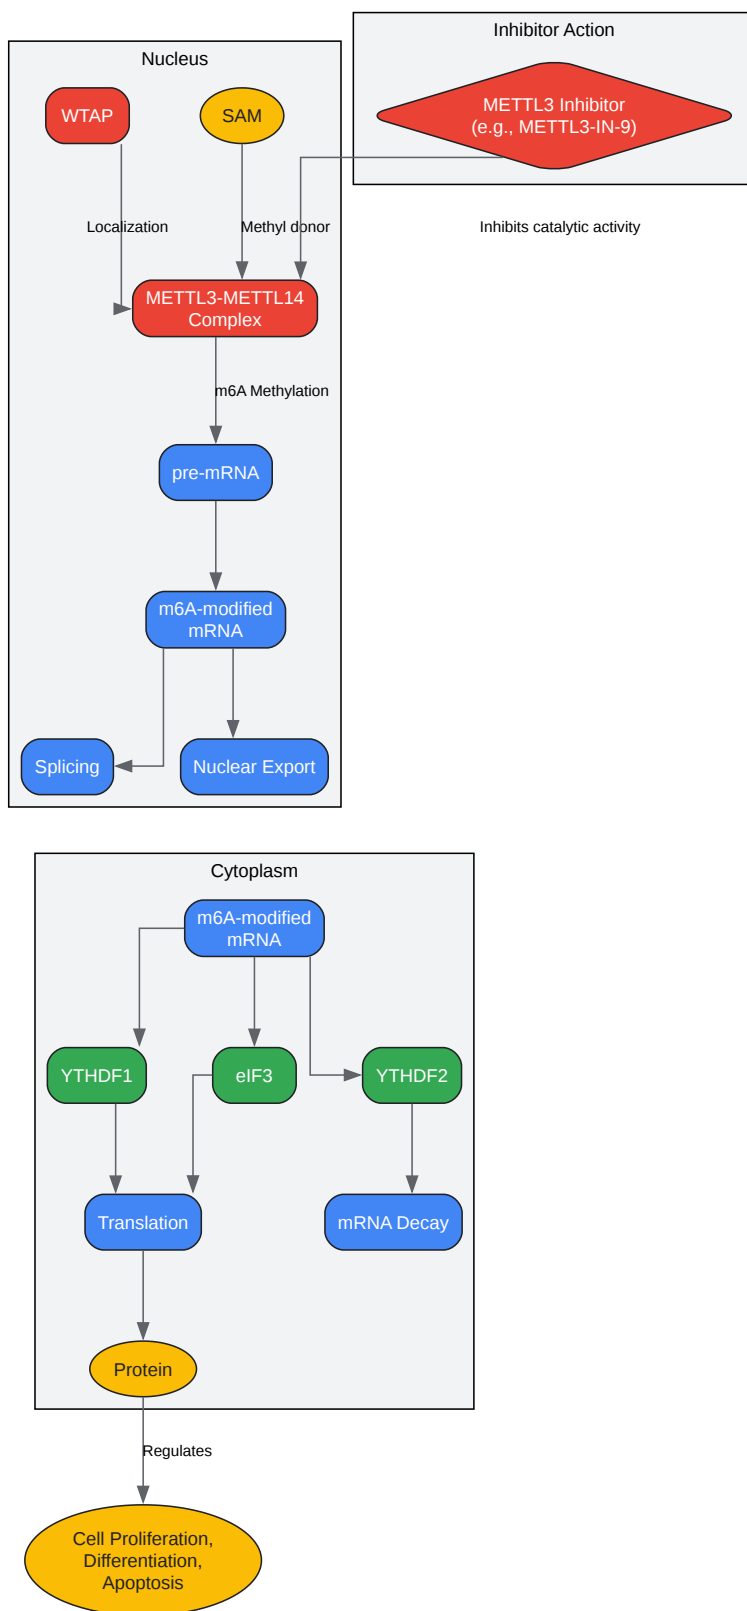 Inhibitor Action
Nucleus
METTL3 Inhibitor
(e.g., METTL3-IN-9)
WTAP
SAM
Localization
Methyl donor
Inhibits catalytic activity
METTL3-METTL14
Complex
m6A Methylation
pre-mRNA
m6A-modified
mRNA
Splicing
Nuclear Export
Cytoplasm
m6A-modified
mRNA
YTHDF1
eIF3
YTHDF2
Translation
mRNA Decay
Protein
Regulates
Cell Proliferation,
Differentiation,
Apoptosis